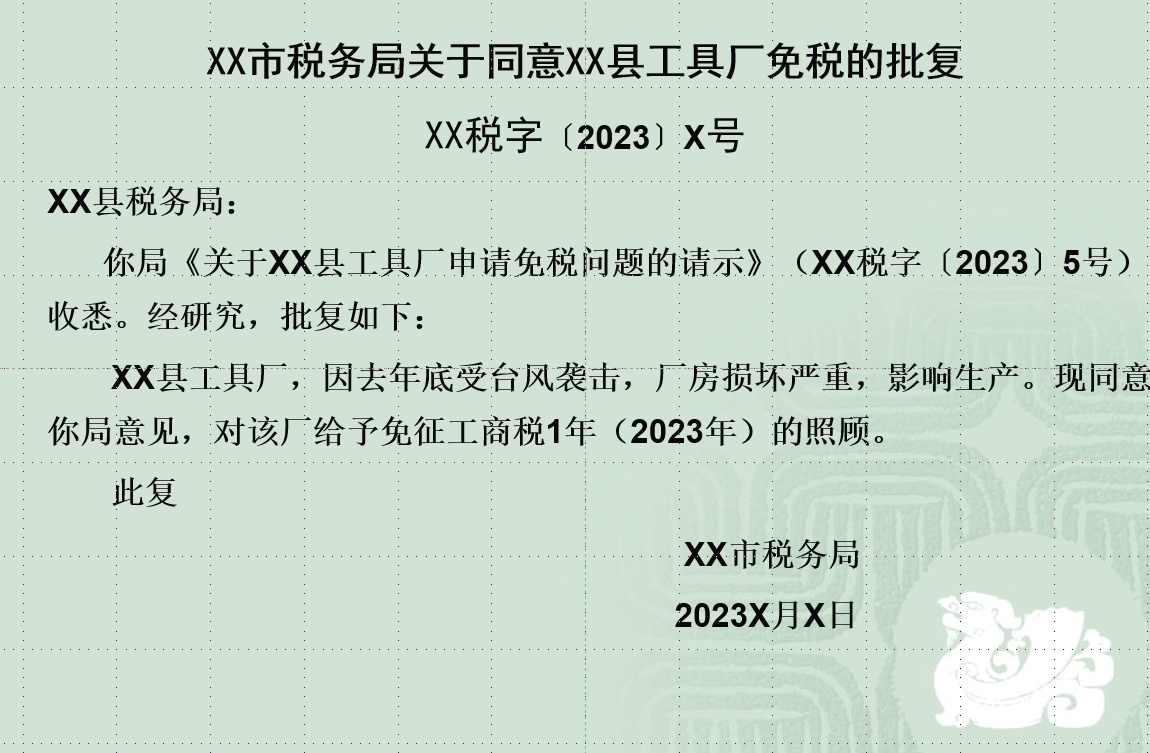 XX市税务局关于同意XX县工具厂免税的批复
XX税字〔2023〕X号
XX县税务局：
你局《关于XX县工具厂申请免税问题的请示》（XX税字〔2023〕5号）
收悉。经研究，批复如下：
XX县工具厂，因去年底受台风袭击，厂房损坏严重，影响生产。现同意
你局意见，对该厂给予免征工商税1年（2023年）的照顾。
此复
XX市税务局
2023X月X日